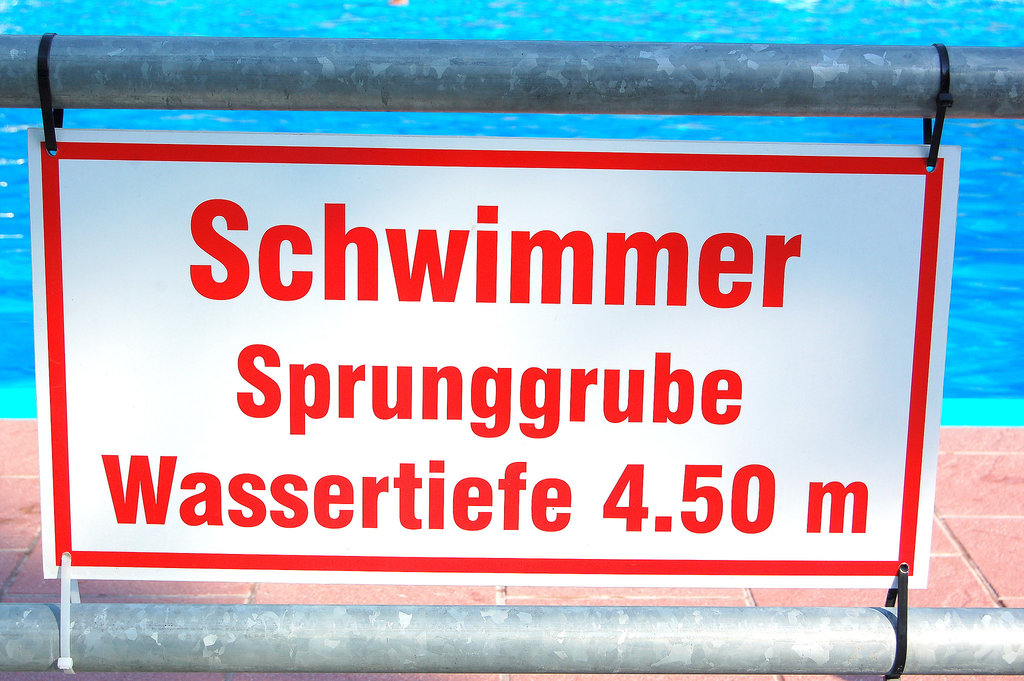 Schwimmer
Sprunggrube
Wassertiefe 4.50 m